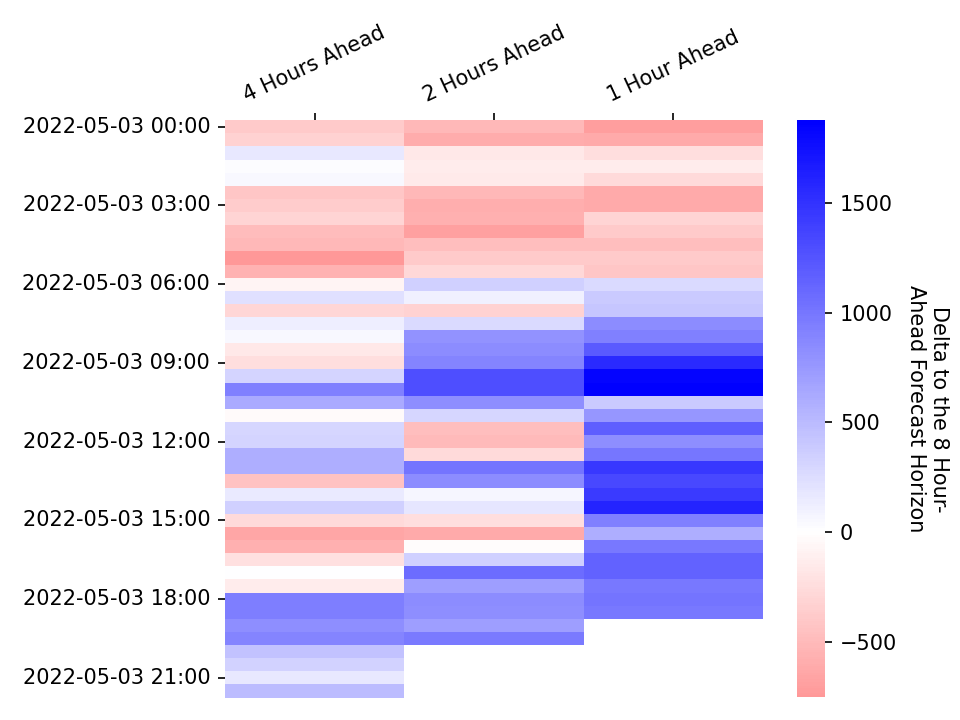 4 Hours Ahead
2 Hours Ahead
1 Hour Ahead
2022-05-03 00:00
2022-05-03 03:00
2022-05-03 06:00
2022-05-03 09:00
2022-05-03 12:00
2022-05-03 15:00
2022-05-03 18:00
2022-05-03 21:00
1500
1000
500
0
−500
Delta to the 8 Hour-
Ahead Forecast Horizon